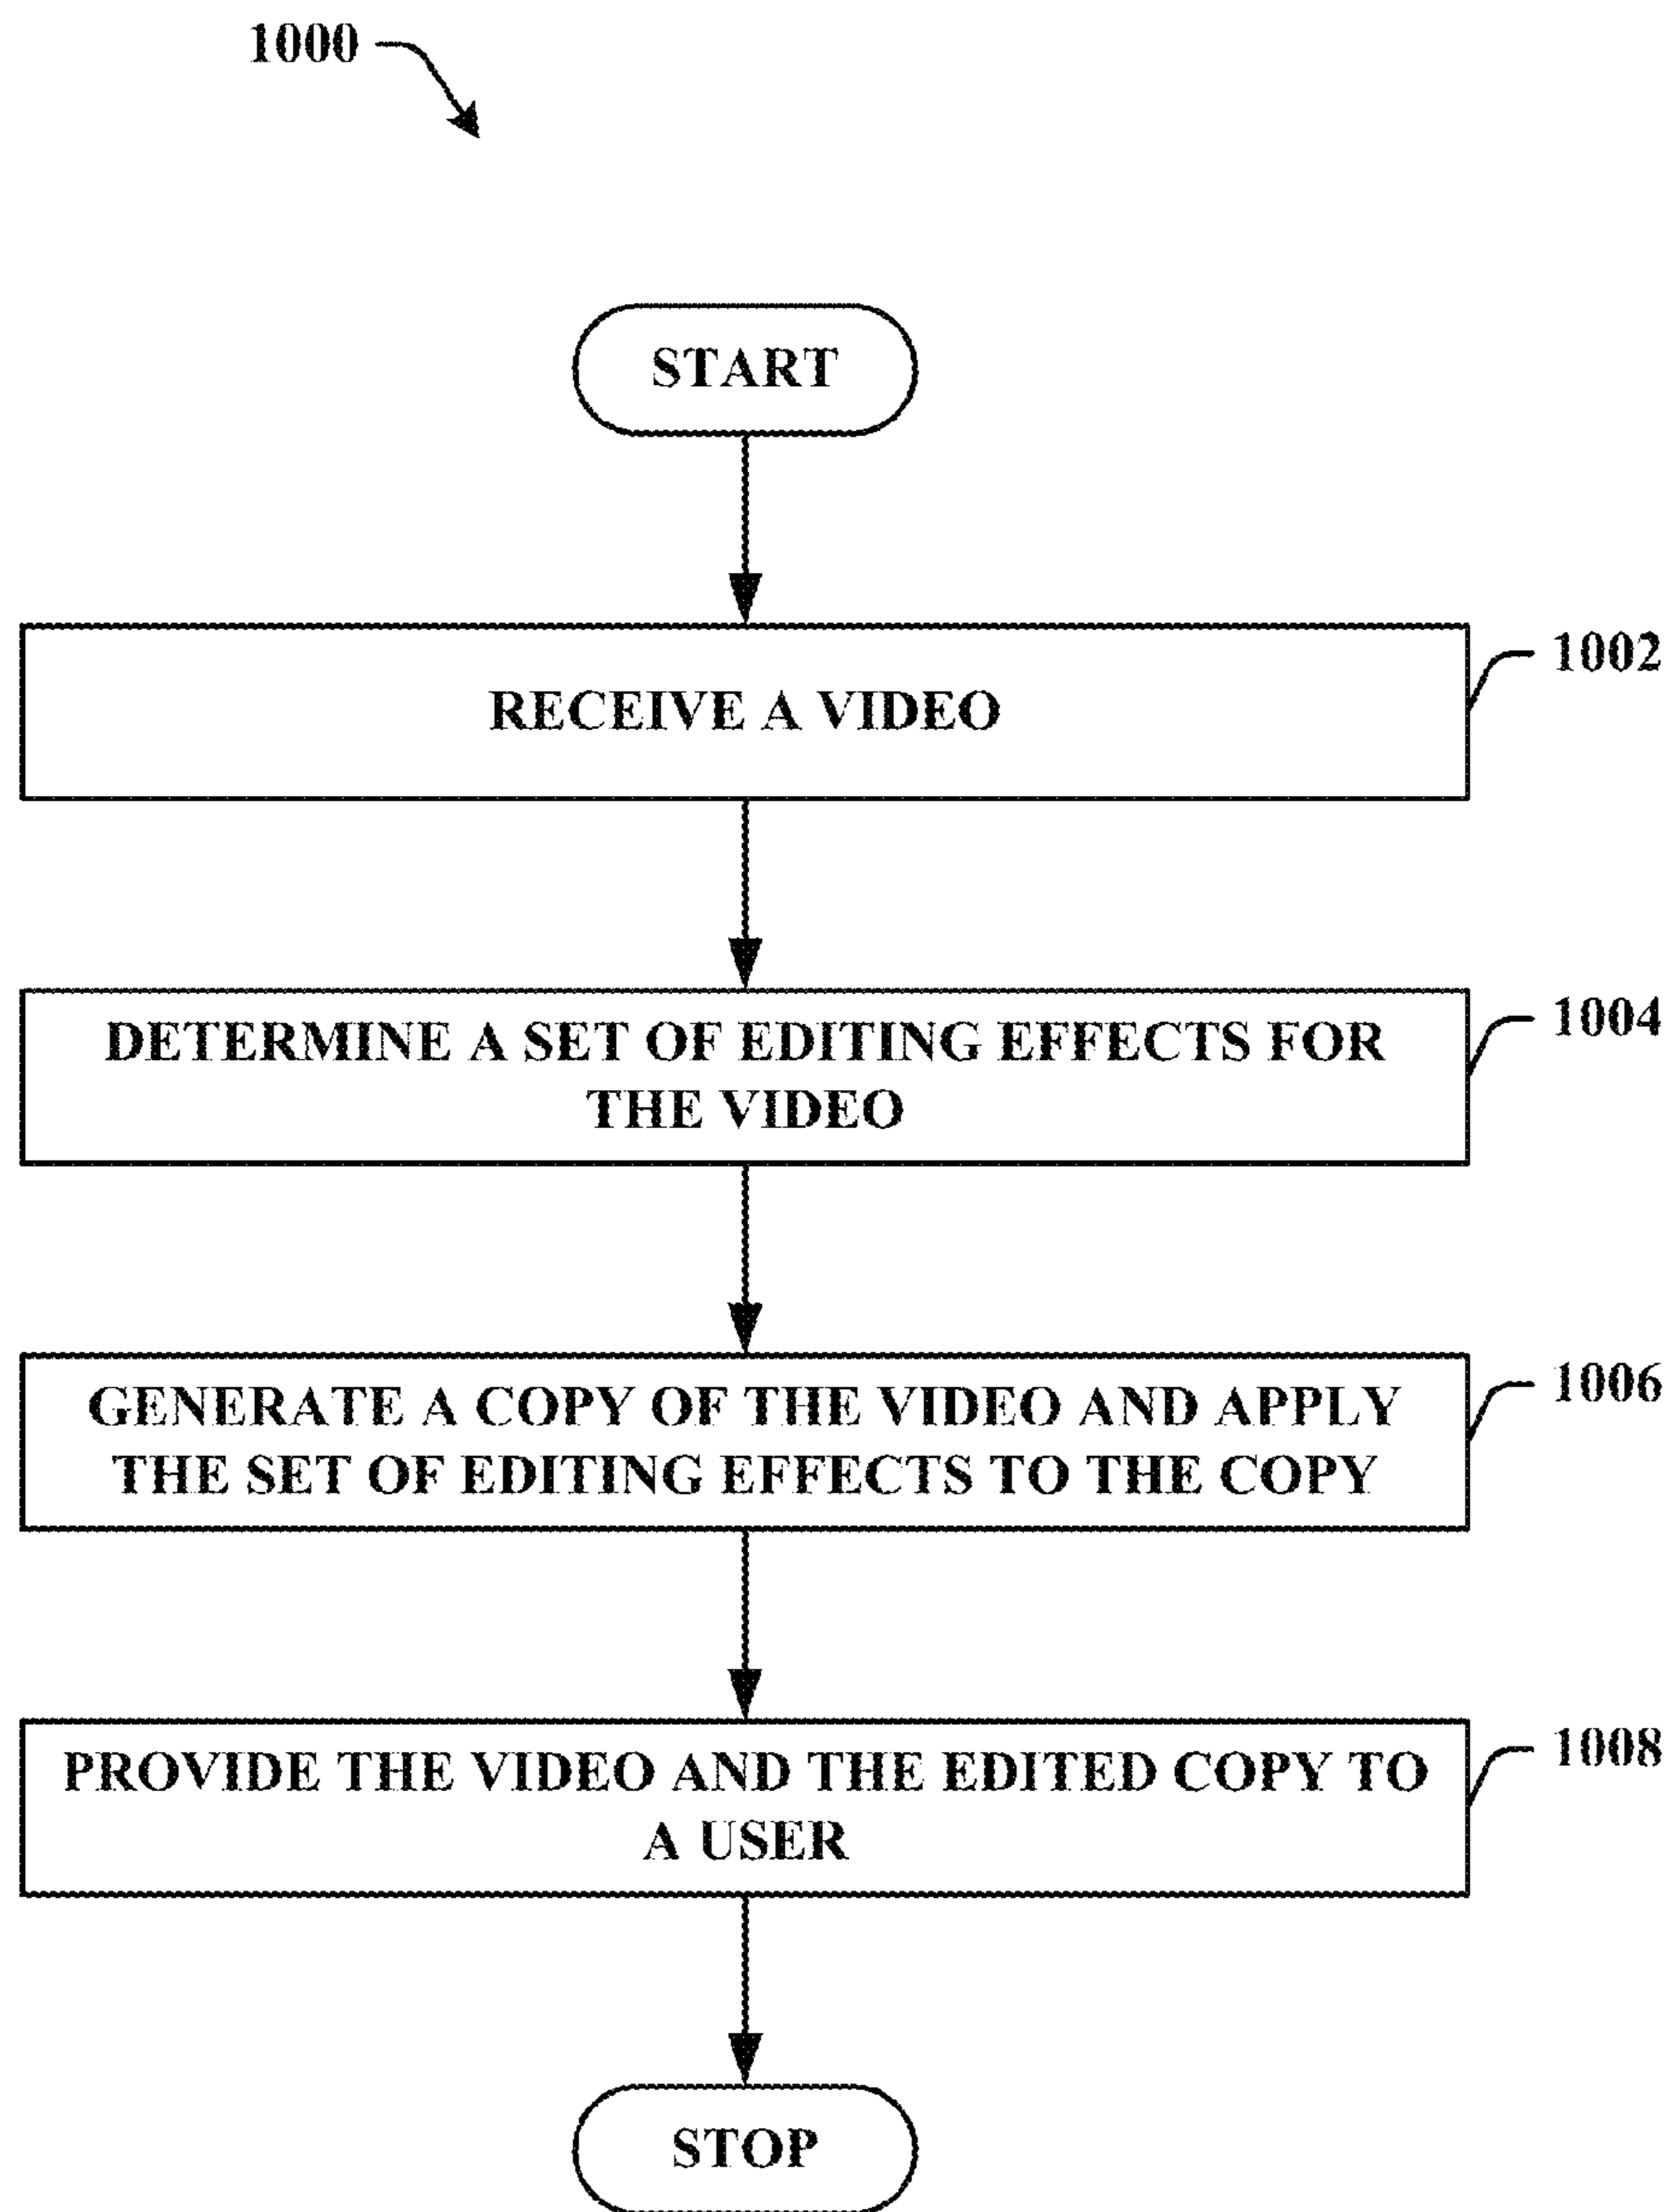 1000
START
RECEIVE A VIDEO
1002
DETERMINE A SET OF EDITING EFFECTS FOR
THE VIDEO
1004
GENERATE A COPY OF THE VIDEO AND APPLY
THE SET OF EDITING EFFECTS TO THE COPY
1006
PROVIDE THE VIDEO AND THE EDITED COPY TO
A USER
1008
STOP